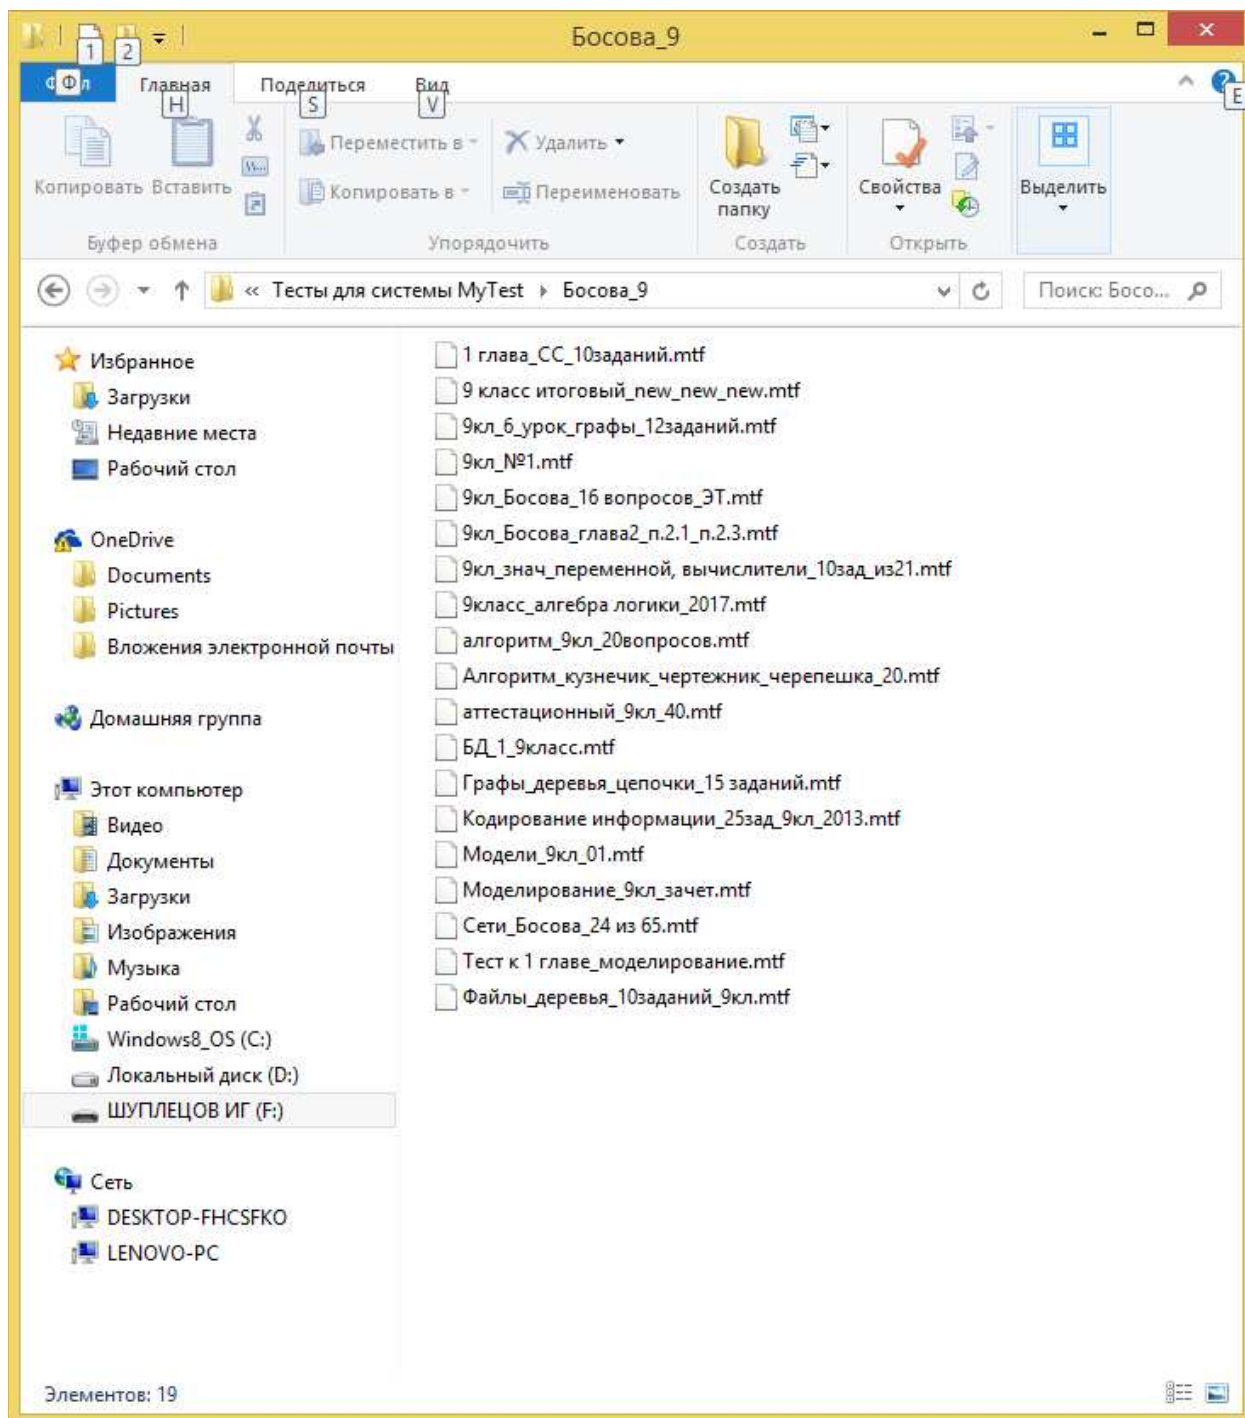 Босова_9
1
2
Ф
Главная
Поделиться
Вид
H
S
V
E
Копировать
Вставить
Переместить в
Копировать в
Удалить
Переименовать
Создать папку
Свойства
Выделить
Буфер обмена
Упорядочить
Создать
Открыть
« Тесты для системы MyTest Босова_9
Поиск: Босо...
Избранное
Загрузки
Недавние места
Рабочий стол
OneDrive
Documents
Pictures
Вложения электронной почты
Домашняя группа
Этот компьютер
Видео
Документы
Загрузки
Изображения
Музыка
Рабочий стол
Windows8_OS (C:)
Локальный диск (D:)
ШУПЛЕЦОВ ИГ (F:)
Сеть
DESKTOP-FHCSFKO
LENOVO-PC
1 глава_СС_10заданий.mtf
9 класс итоговый_new_new_new.mtf
9кл_6_урок_графы_12заданий.mtf
9кл_№1.mtf
9кл_Босова_16 вопросов_ЭТ.mtf
9кл_Босова_глава2_п.2.1_п.2.3.mtf
9кл_знач_переменной, вычислители_10зад_из21.mtf
9класс_алгебра логики_2017.mtf
алгоритм_9кл_20вопросов.mtf
Алгоритм_кузнечик_чертежник_черепешка_20.mtf
аттестационный_9кл_40.mtf
БД_1_9класс.mtf
Графы_деревья_цепочки_15 заданий.mtf
Кодирование информации_25зад_9кл_2013.mtf
Модели_9кл_01.mtf
Моделирование_9кл_зачет.mtf
Сети_Босова_24 из 65.mtf
Тест к 1 главе_моделирование.mtf
Файлы_деревья_10заданий_9кл.mtf
Элементов: 19